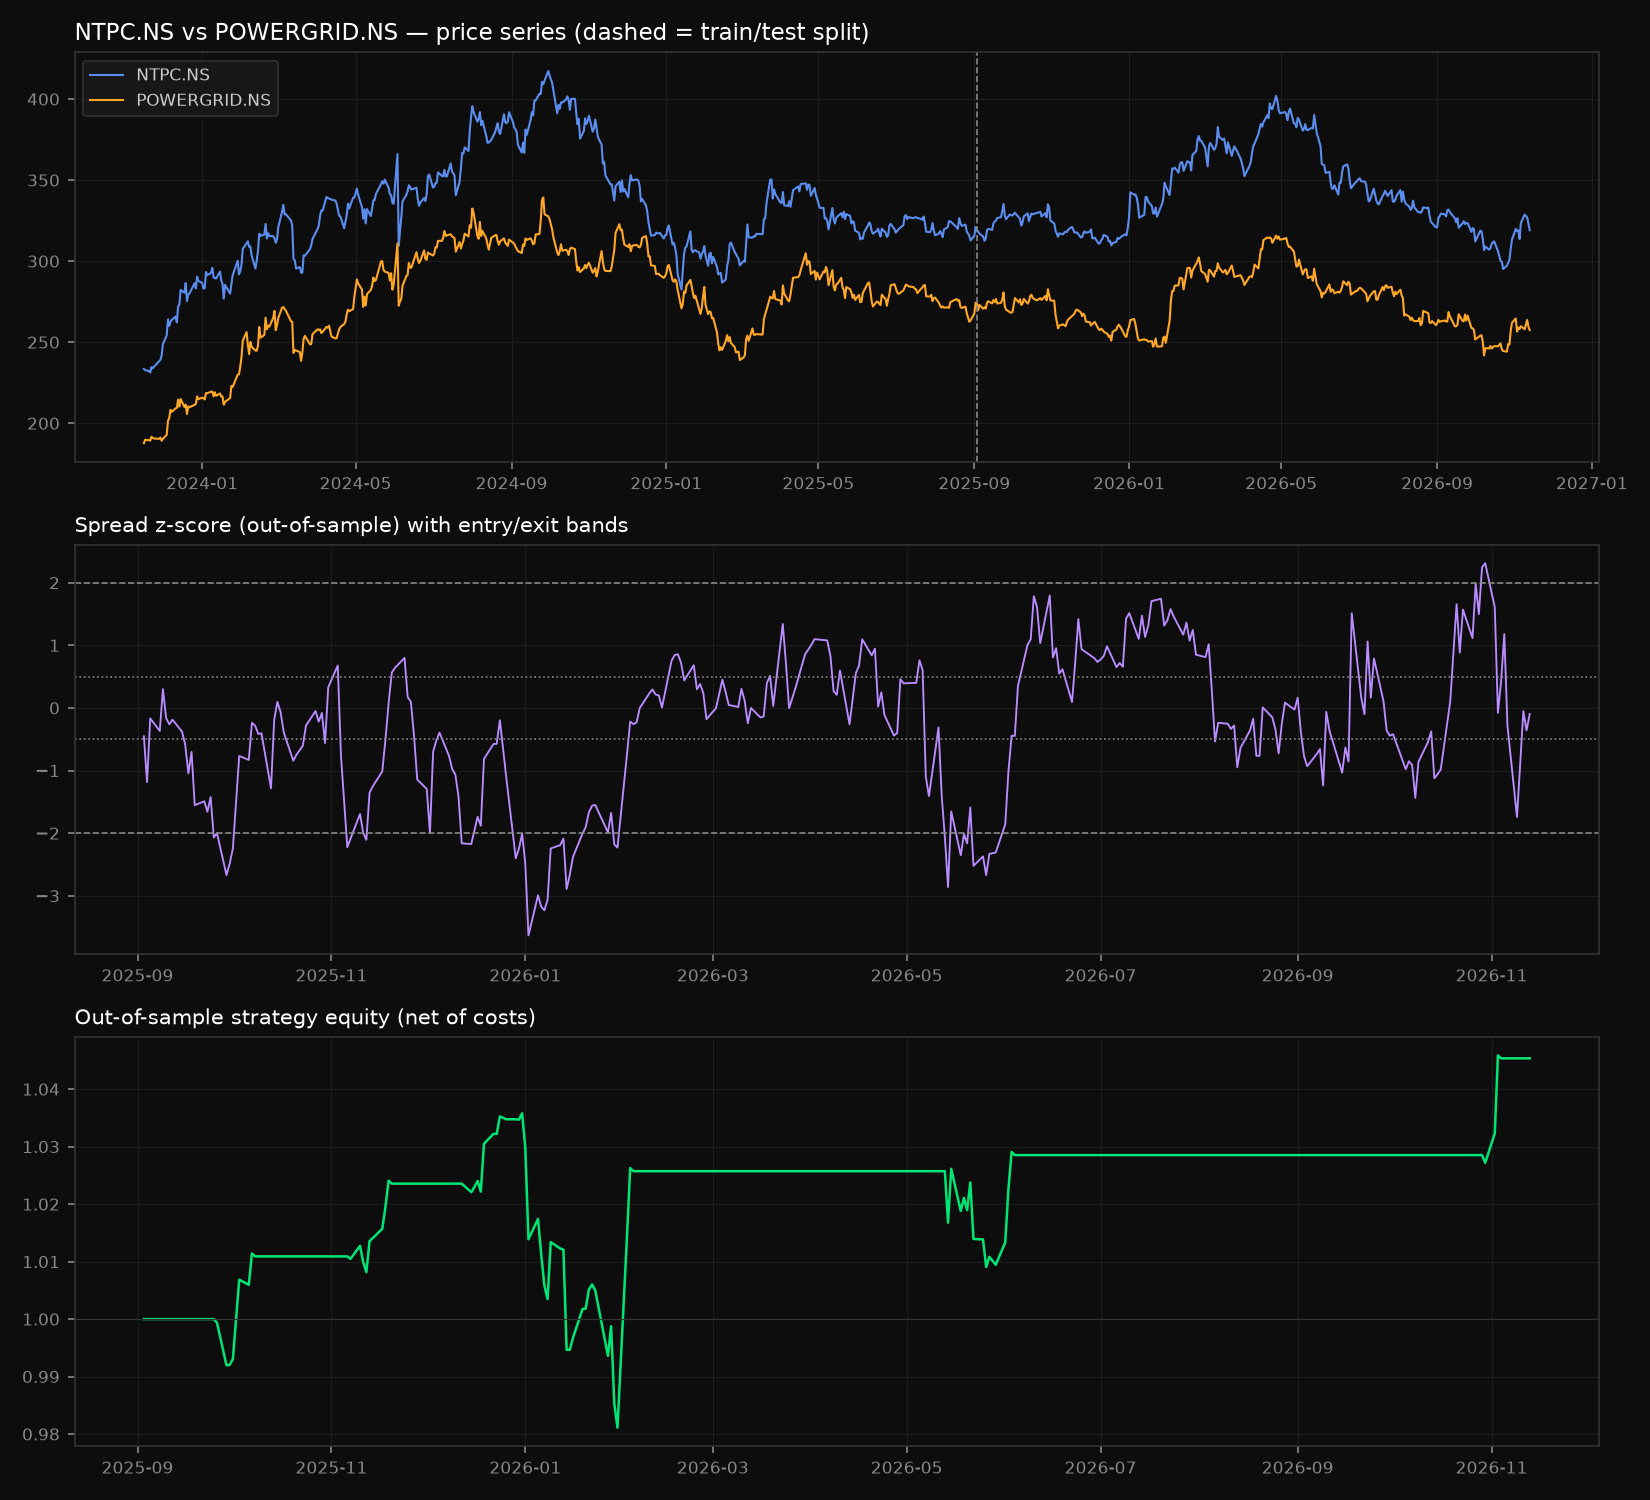 NTPC.NS vs POWERGRID.NS — price series (dashed = train/test split)
NTPC.NS
POWERGRID.NS
400
350
300
250
200
2024-01 2024-05 2024-09 2025-01 2025-05 2025-09 2026-01 2026-05 2026-09 2027-01
Spread z-score (out-of-sample) with entry/exit bands
2
1
0
−1
−2
−3
2025-09 2025-11 2026-01 2026-03 2026-05 2026-07 2026-09 2026-11
Out-of-sample strategy equity (net of costs)
1.04
1.03
1.02
1.01
1.00
0.99
0.98
2025-09 2025-11 2026-01 2026-03 2026-05 2026-07 2026-09 2026-11